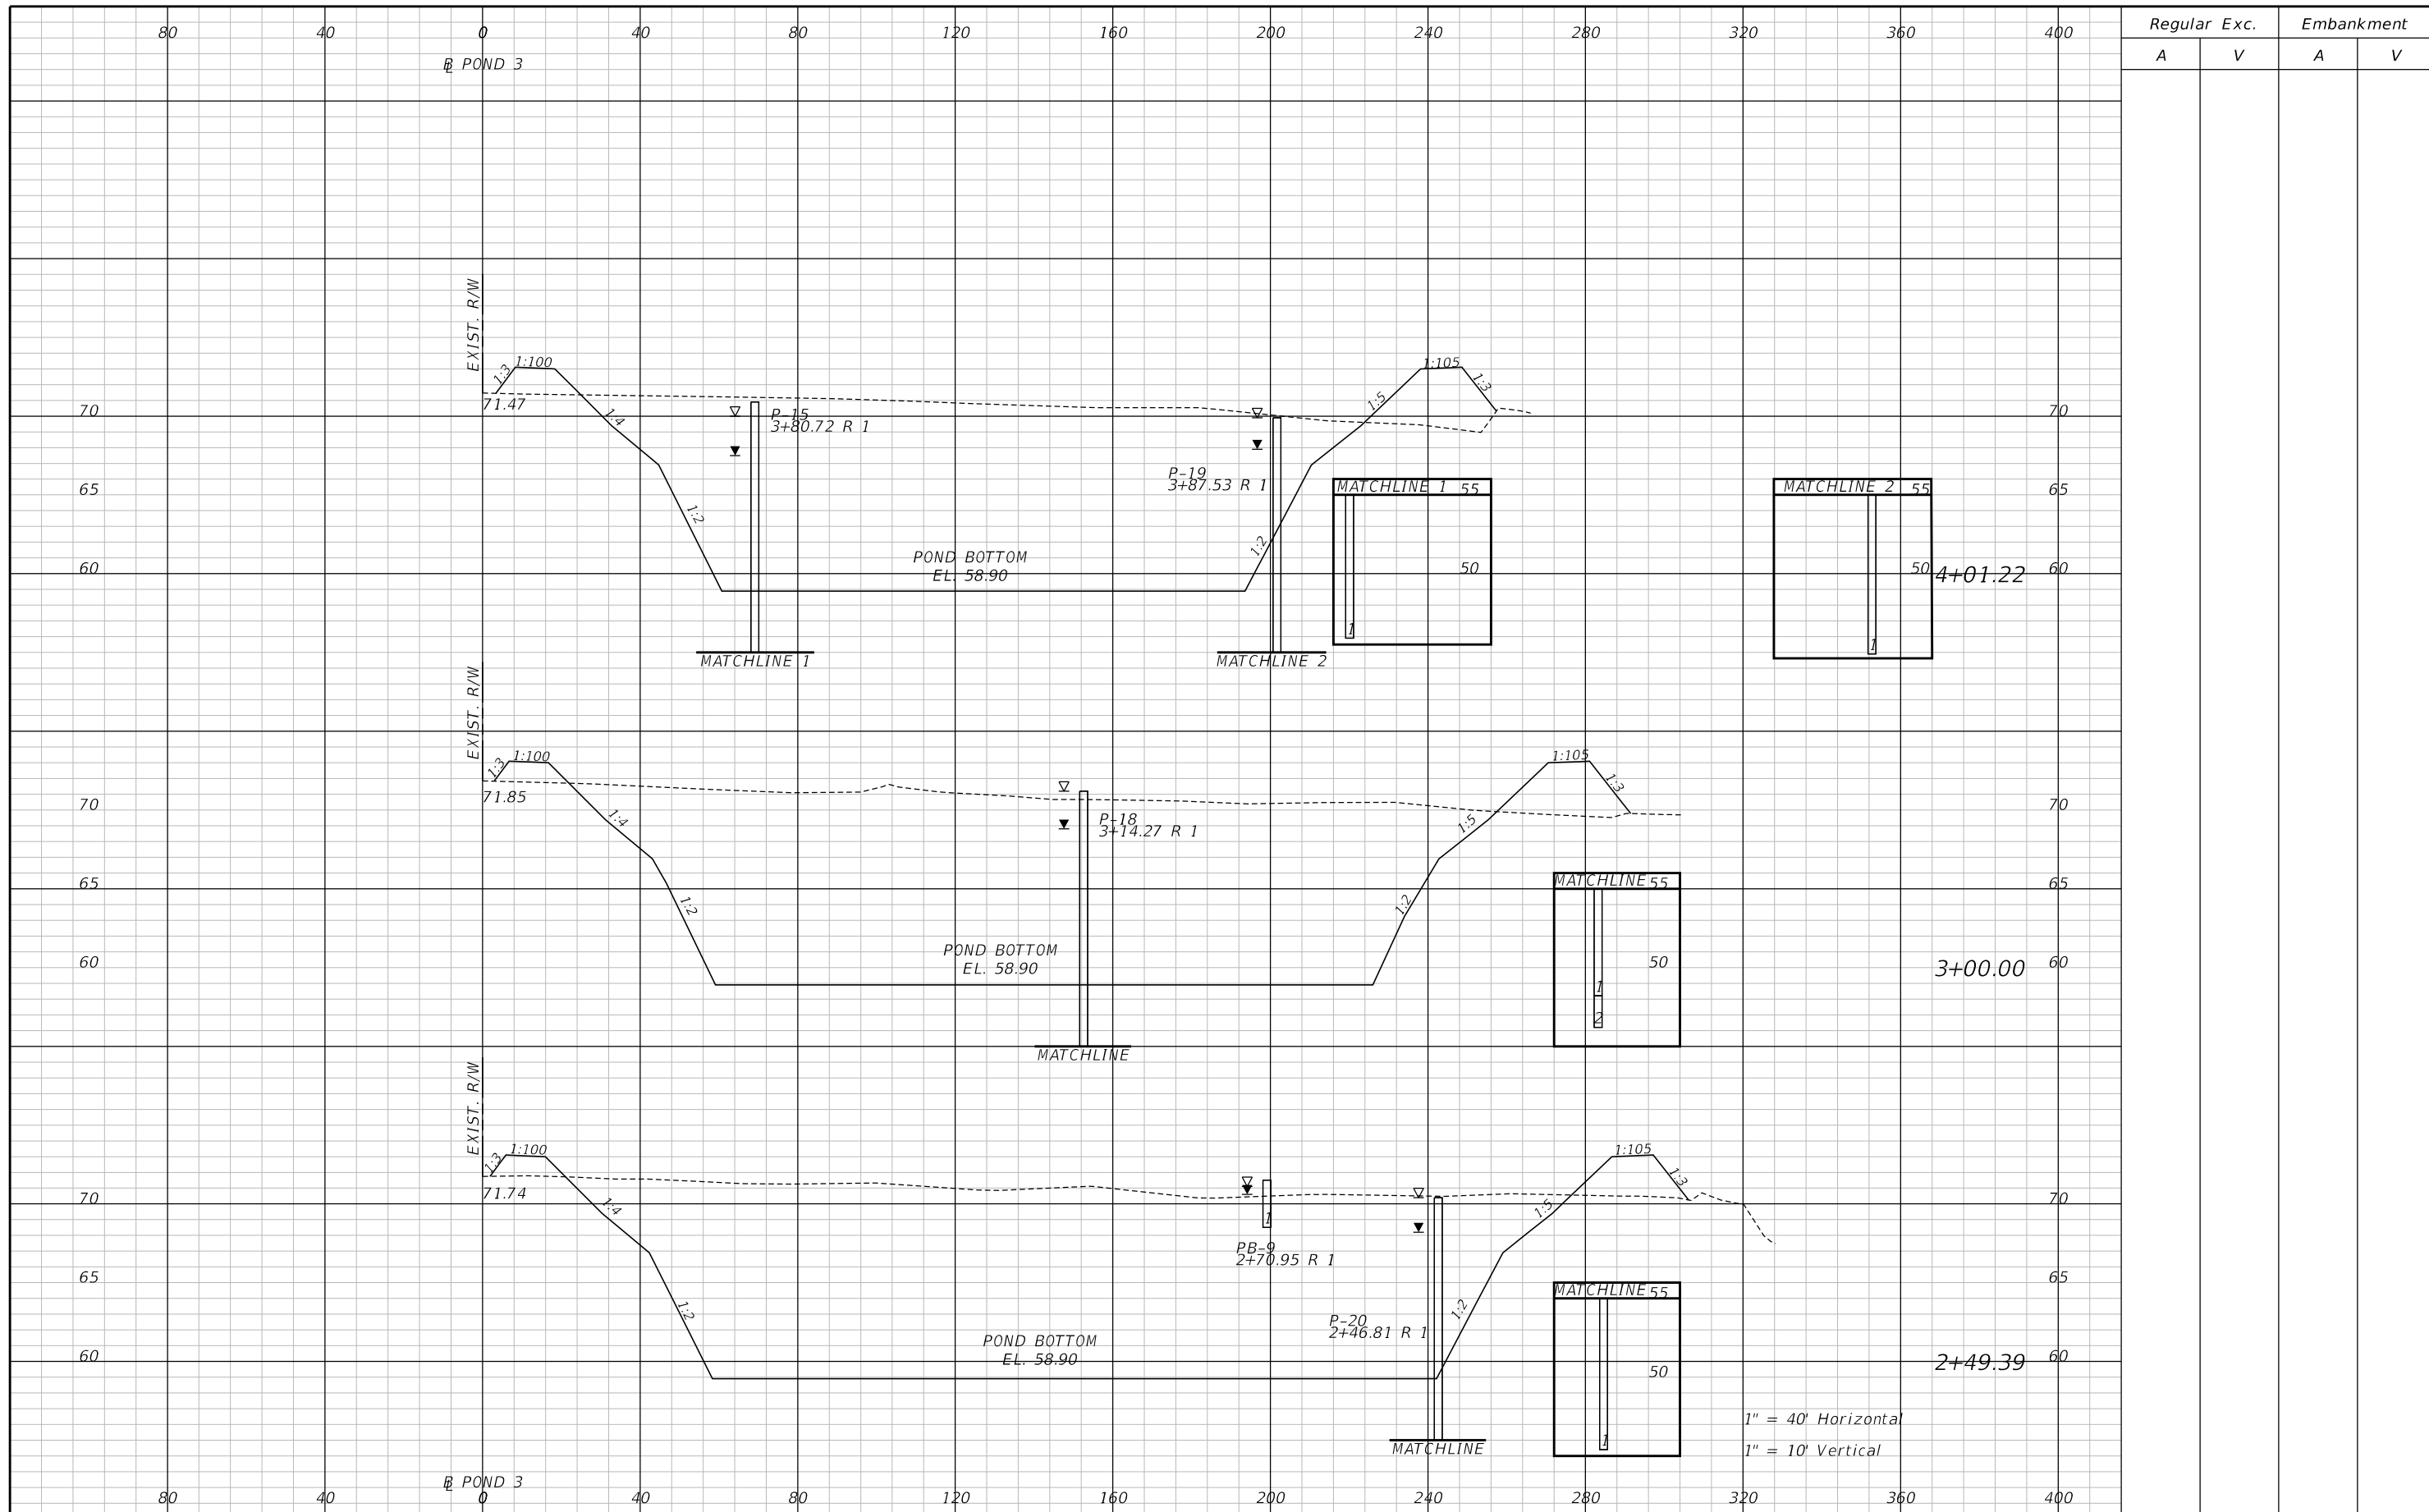 80 40 0 40 80 120 160 200 240 280 320 360 400
Regular Exc. Embankment
A V A V
BL POND 3
EXIST. R/W
1:3 1:100
1:105
1:3
71.47
1:4
1:5
70 70
P-15
3+80.72 R 1
P-19
3+87.53 R 1
65 65
MATCHLINE 1 55
MATCHLINE 2 55
1:2
1:2
POND BOTTOM
EL. 58.90
60 50 50 4+01.22 60
1
1
MATCHLINE 1
MATCHLINE 2
EXIST. R/W
1:3 1:100
1:105
1:3
71.85
70 70
1:4
1:5
P-18
3+14.27 R 1
65 65
MATCHLINE 55
1:2
1:2
POND BOTTOM
EL. 58.90
60 50 3+00.00 60
1
2
MATCHLINE
EXIST. R/W
1:3 1:100
1:105
1:3
71.74
70 70
1:4
1:5
1
PB-9
2+70.95 R 1
65 65
MATCHLINE 55
1:2
1:2
P-20
2+46.81 R 1
POND BOTTOM
EL. 58.90
60 50 2+49.39 60
1
MATCHLINE
1" = 40' Horizontal
1" = 10' Vertical
BL POND 3
80 40 0 40 80 120 160 200 240 280 320 360 400